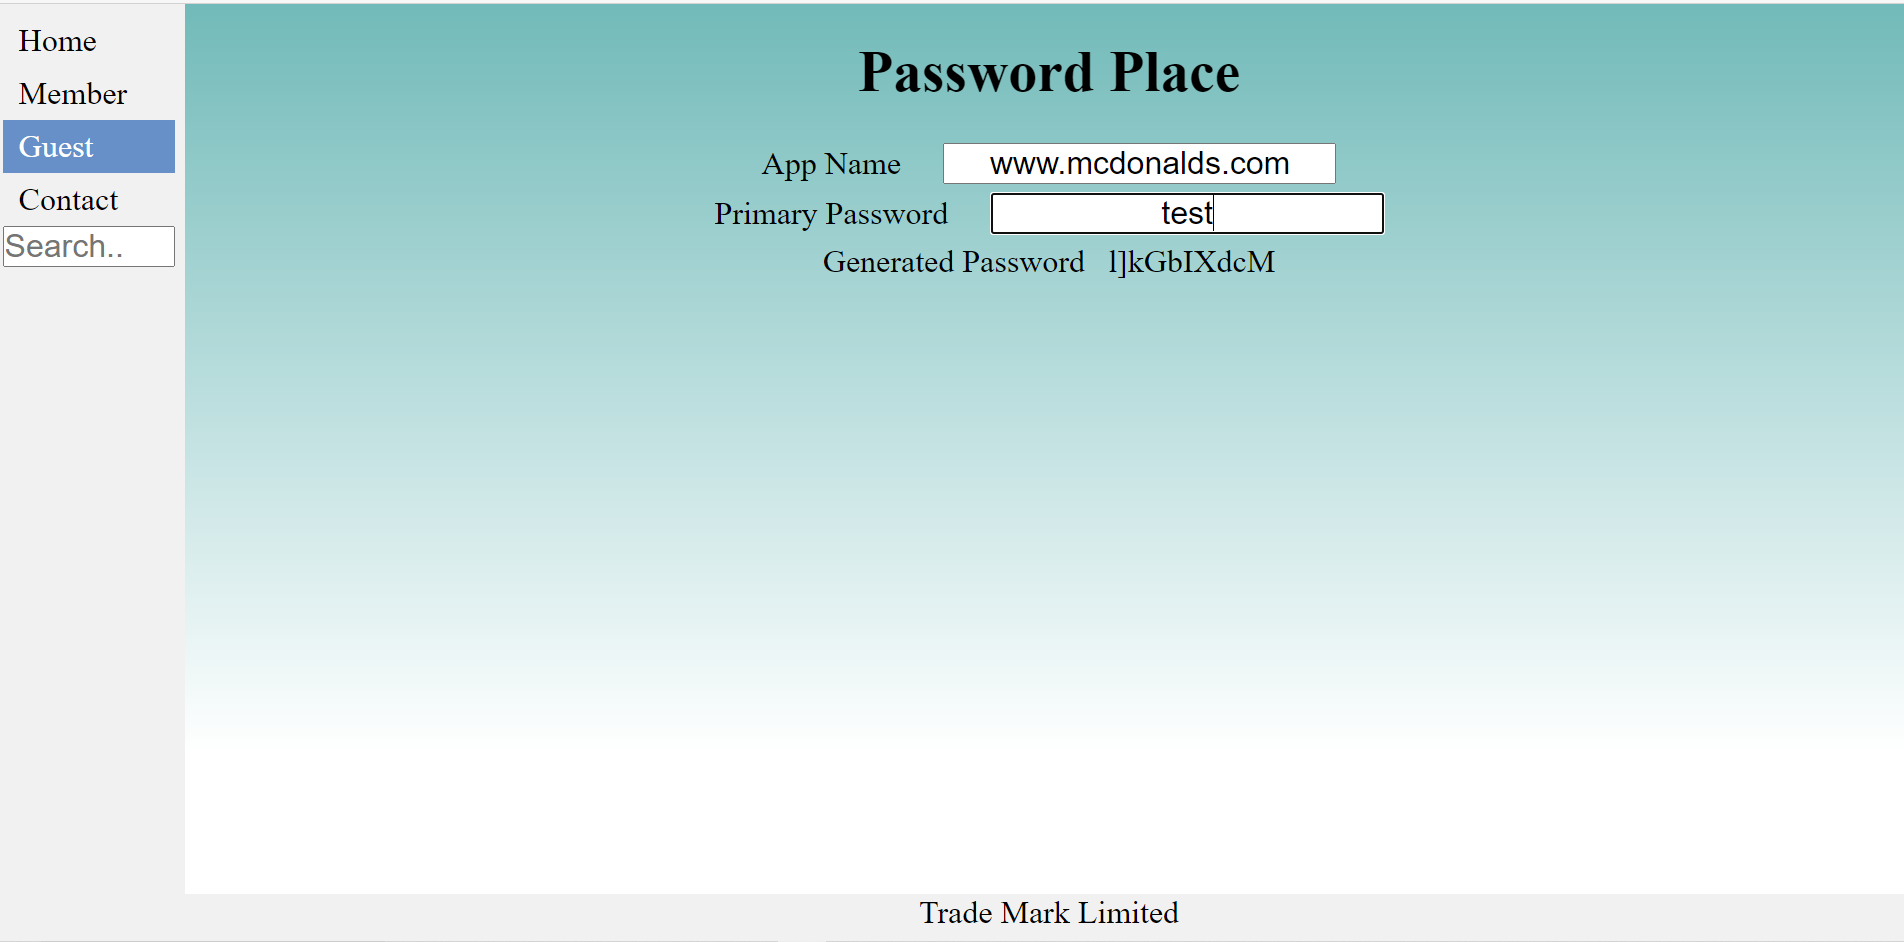 Home
Member
Guest
Contact
Search..
Password Place
App Name www.mcdonalds.com
Primary Password test
Generated Password l]kGbIXdcM
Trade Mark Limited